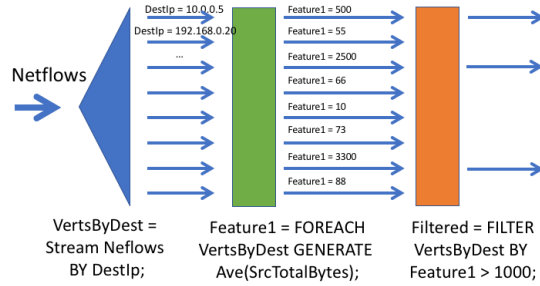 DestIp = 10.0.0.5
DestIp = 192.168.0.20
...
Netflows
Feature1 = 500
Feature1 = 55
Feature1 = 2500
Feature1 = 66
Feature1 = 10
Feature1 = 73
Feature1 = 3300
Feature1 = 88
VertsByDest =
Stream Neflows
BY DestIp;
Feature1 = FOREACH
VertsByDest GENERATE
Ave(SrcTotalBytes);
Filtered = FILTER
VertsByDest BY
Feature1 > 1000;